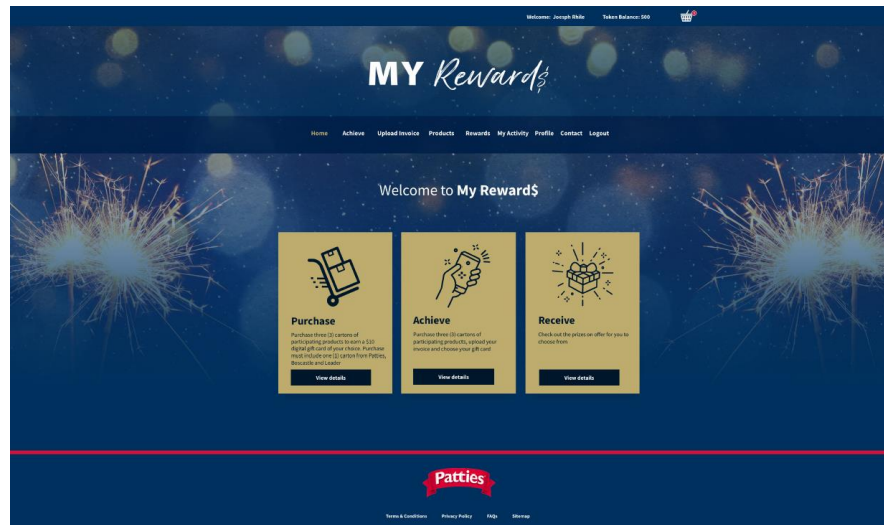 Welcome: Joesph Rhile Token Balance: 500
MY Reward$
Home Achieve Upload Invoice Products Rewards My Activity Profile Contact Logout
Welcome to My Reward$
Purchase
Purchase three (3) cartons of
participating products to earn a $10
digital gift card of your choice. Purchase
must include one (1) carton from Patties,
Boscastle and Leader
View details
Achieve
Purchase three (3) cartons of
participating products, upload your
invoice and choose your gift card
View details
Receive
Check out the prizes on offer for you to
choose from
View details
Patties
Terms & Conditions Privacy Policy FAQs Sitemap